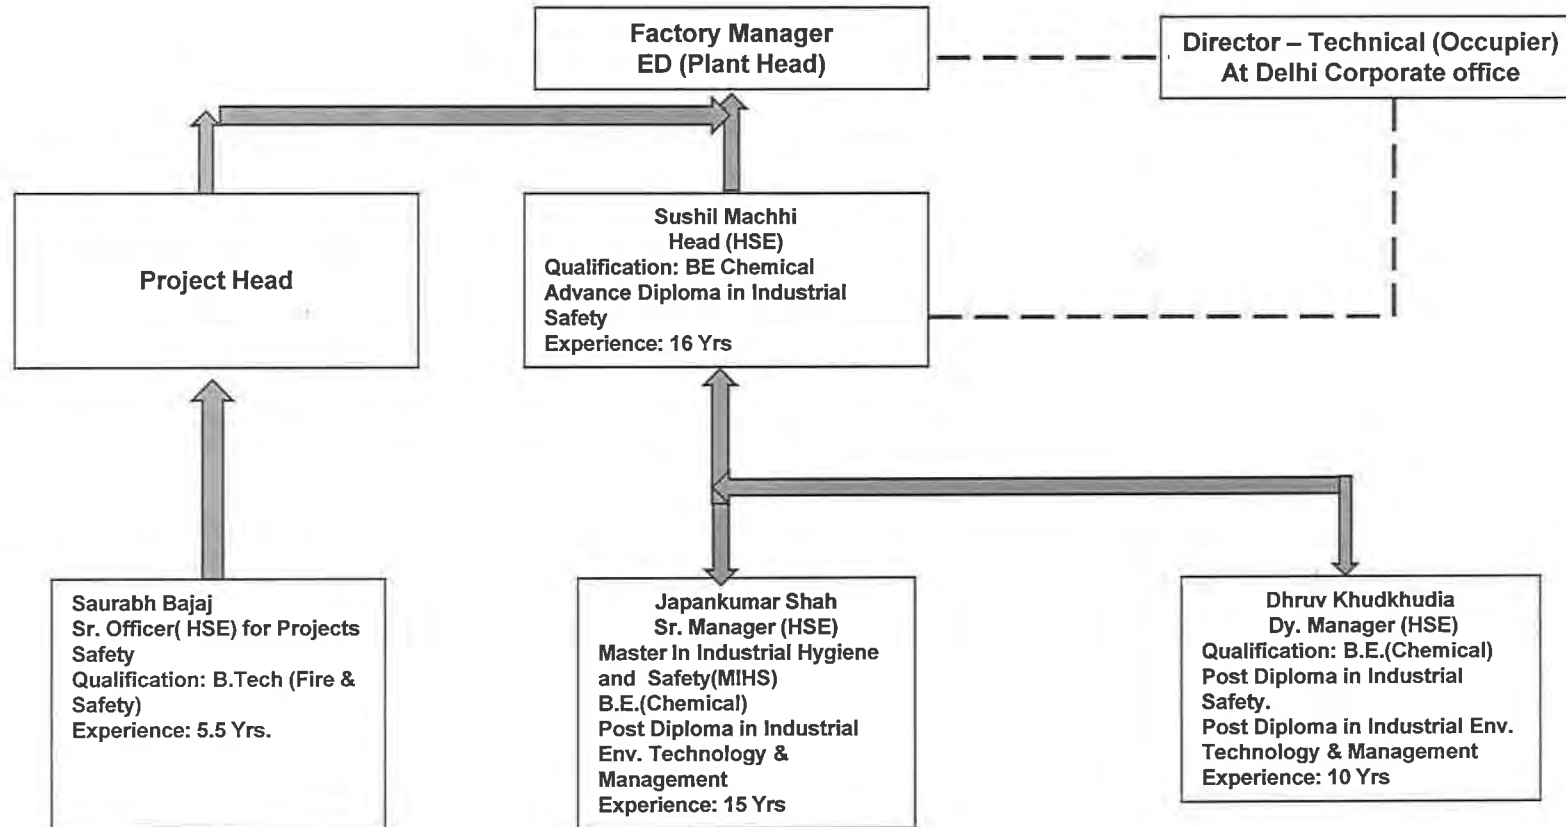 Factory Manager
ED (Plant Head)
Director – Technical (Occupier)
At Delhi Corporate office
Project Head
Sushil Machhi
Head (HSE)
Qualification: BE Chemical
Advance Diploma in Industrial
Safety
Experience: 16 Yrs
Saurabh Bajaj
Sr. Officer( HSE) for Projects
Safety
Qualification: B.Tech (Fire &
Safety)
Experience: 5.5 Yrs.
Japankumar Shah
Sr. Manager (HSE)
Master In Industrial Hygiene
and Safety(MIHS)
B.E.(Chemical)
Post Diploma in Industrial
Env. Technology &
Management
Experience: 15 Yrs
Dhruv Khudkhudia
Dy. Manager (HSE)
Qualification: B.E.(Chemical)
Post Diploma in Industrial
Safety.
Post Diploma in Industrial Env.
Technology & Management
Experience: 10 Yrs